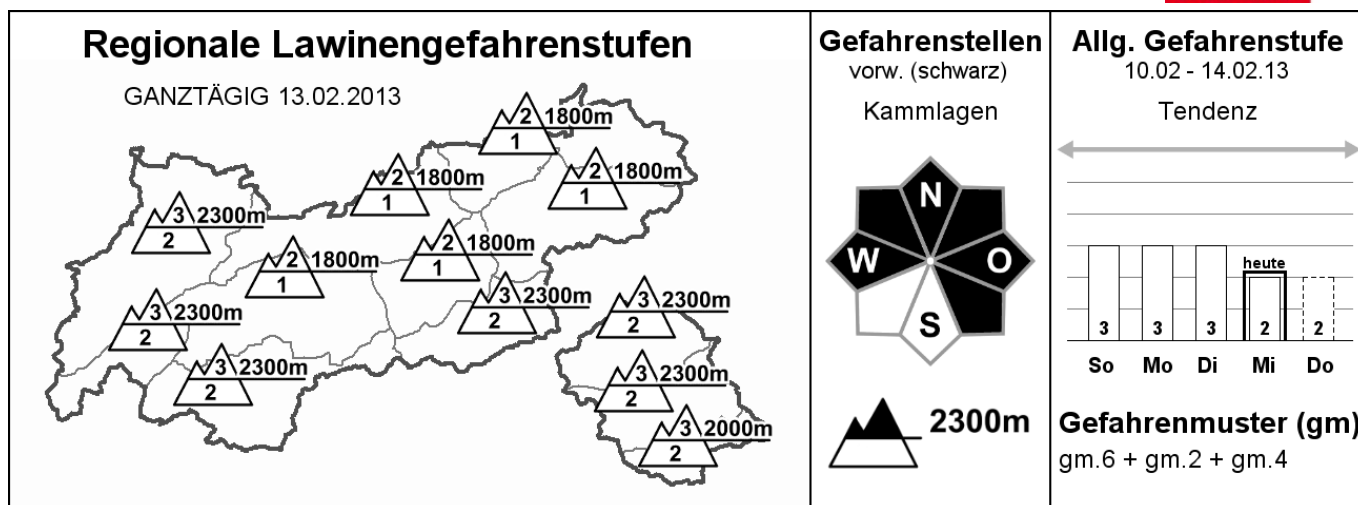 Regionale Lawinengefahrenstufen
GANZTÄGIG 13.02.2013
2 1800m
1
2 1800m
1
2 1800m
1
3 2300m
2
2 1800m
1
2 1800m
1
3 2300m
2
3 2300m
2
3 2300m
2
3 2300m
2
3 2300m
2
3 2000m
2
Gefahrenstellen
vorw. (schwarz)
Kammlagen
N
W O
S
2300m
Allg. Gefahrenstufe
10.02 - 14.02.13
Tendenz
heute
3 3 3 2 2
So Mo Di Mi Do
Gefahrenmuster (gm)
gm.6 + gm.2 + gm.4